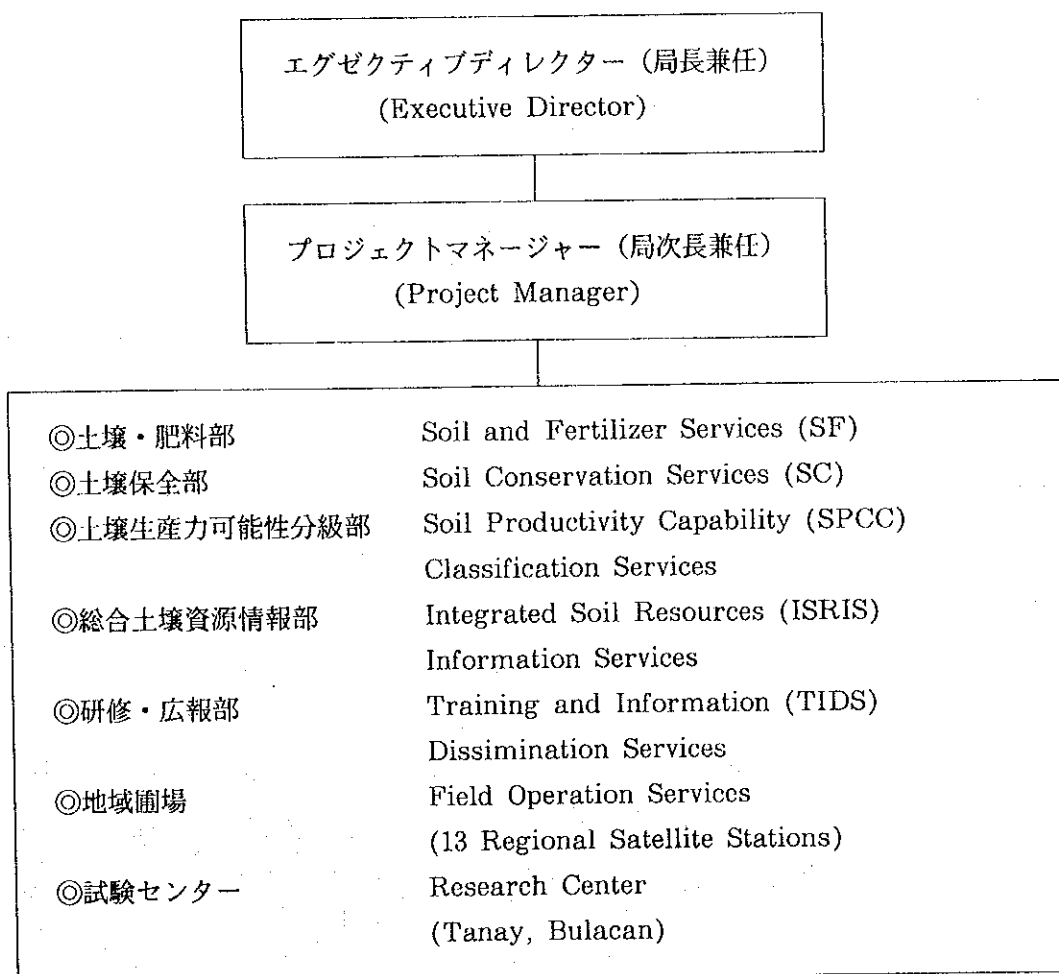 エグゼクティブディレクター（局長兼任）
(Executive Director)
プロジェクトマネージャー（局次長兼任）
(Project Manager)
◎土壌・肥料部 Soil and Fertilizer Services (SF)
◎土壌保全部 Soil Conservation Services (SC)
◎土壌生産力可能性分級部 Soil Productivity Capability (SPCC)
Classification Services
◎総合土壌資源情報部 Integrated Soil Resources (ISRIS)
Information Services
◎研修・広報部 Training and Information (TIDS)
Dissimination Services
◎地域圃場 Field Operation Services
(13 Regional Satellite Stations)
◎試験センター Research Center
(Tanay, Bulacan)